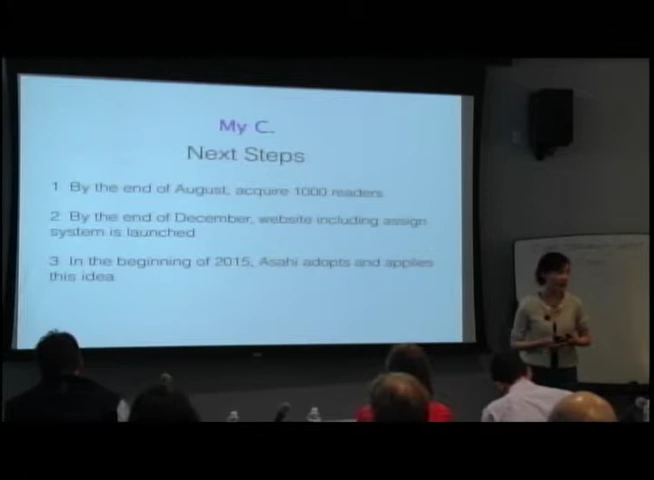 My C.
Next Steps
1 By the end of August, acquire 1000 readers
2 By the end of December, website including assign
system is launched
3 In the beginning of 2015, Asahi adopts and applies
this idea